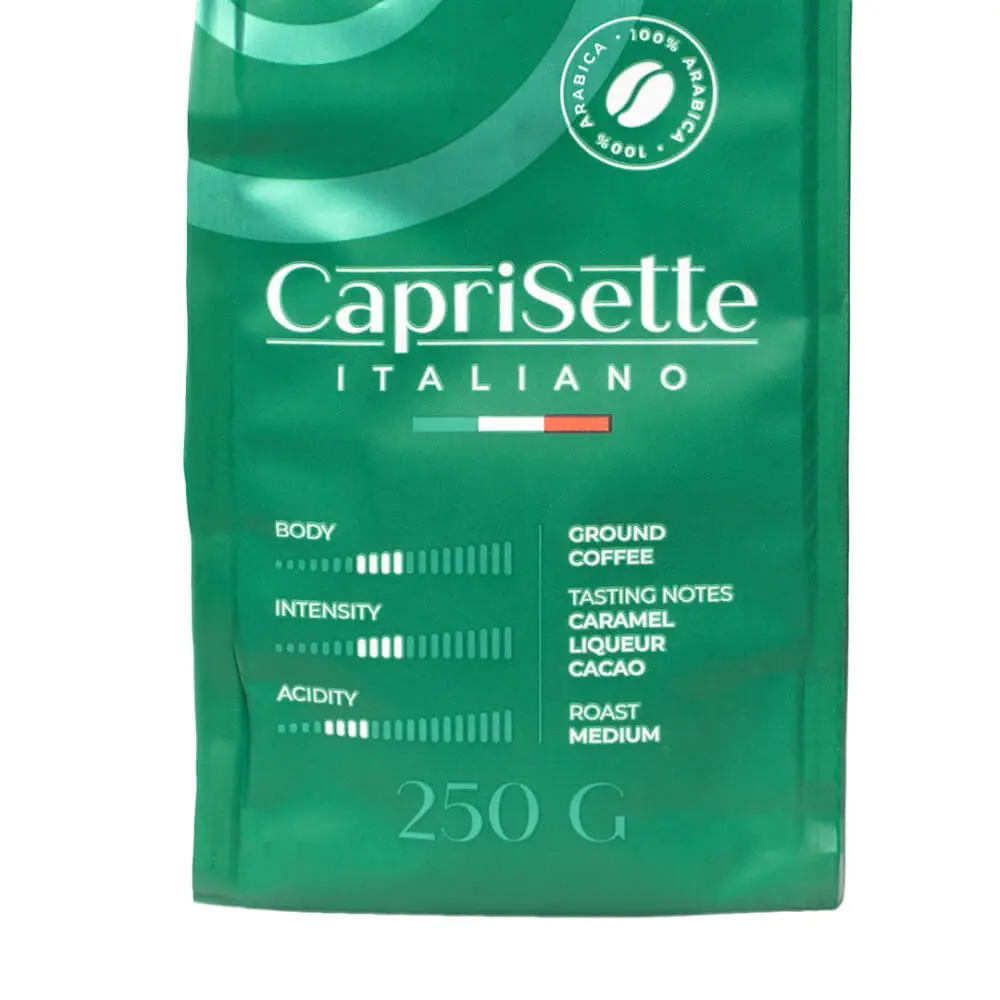 100% ARABICA • 100% ARABICA •
CapriSette
ITALIANO
BODY
INTENSITY
ACIDITY
GROUND
COFFEE
TASTING NOTES
CARAMEL
LIQUEUR
CACAO
ROAST
MEDIUM
250 G